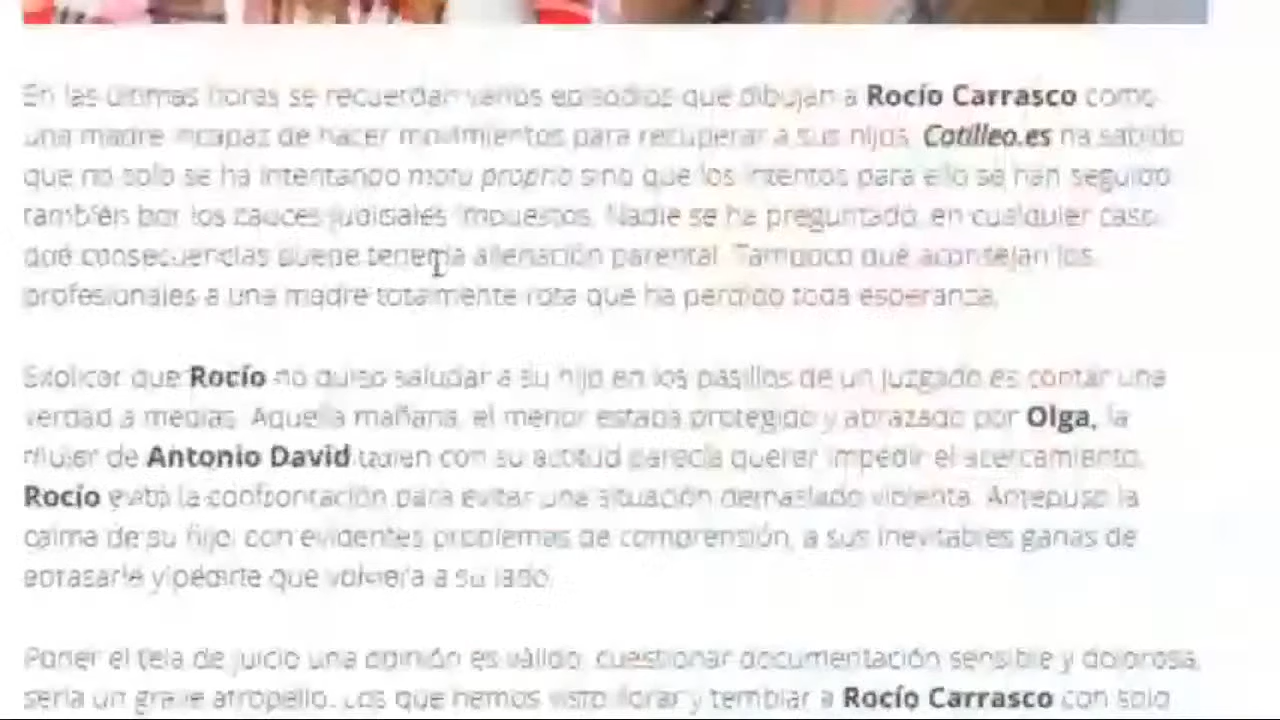 En las últimas horas se recuerdan varios episodios que dibujan a Rocío Carrasco como
una madre incapaz de hacer movimientos para recuperar a sus hijos. Cotilleo.es ha sabido
que no solo se ha intentando motu proprio sino que los intentos para ello se han seguido
también por los cauces judiciales impuestos. Nadie se ha preguntado, en cualquier caso,
qué consecuencias puede tener la alienación parental. Tampoco qué aconsejan los
profesionales a una madre totalmente rota que ha perdido toda esperanza.
Explicar que Rocío no quiso saludar a su hijo en los pasillos de un juzgado es contar una
verdad a medias. Aquella mañana, el menor estaba protegido y abrazado por Olga, la
mujer de Antonio David quien con su actitud parecía querer impedir el acercamiento.
Rocío evitó la confrontación para evitar una situación demasiado violenta. Antepuso la
calma de su hijo, con evidentes problemas de comprensión, a sus inevitables ganas de
abrazarle y pedirle que volviera a su lado.
Poner el tela de juicio una opinión es válido, cuestionar documentación sensible y dolorosa,
sería un grave atropello. Los que hemos visto llorar y temblar a Rocío Carrasco con solo